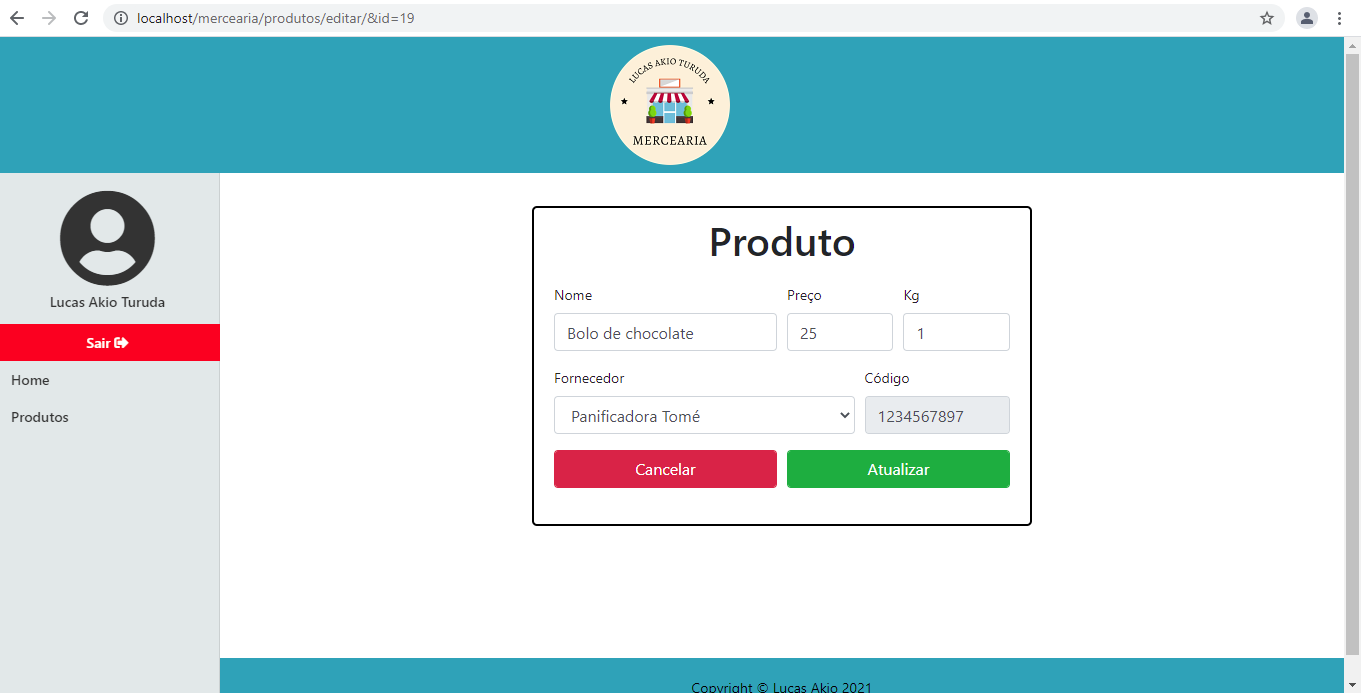 localhost/mercearia/produtos/editar/&id=19
LUCAS AKIO TURUDA
MERCEARIA
Lucas Akio Turuda
Sair
Home
Produtos
Produto
Nome Preço Kg
Bolo de chocolate 25 1
Fornecedor Código
Panificadora Tomé 1234567897
Cancelar Atualizar
Copyright © Lucas Akio 2021